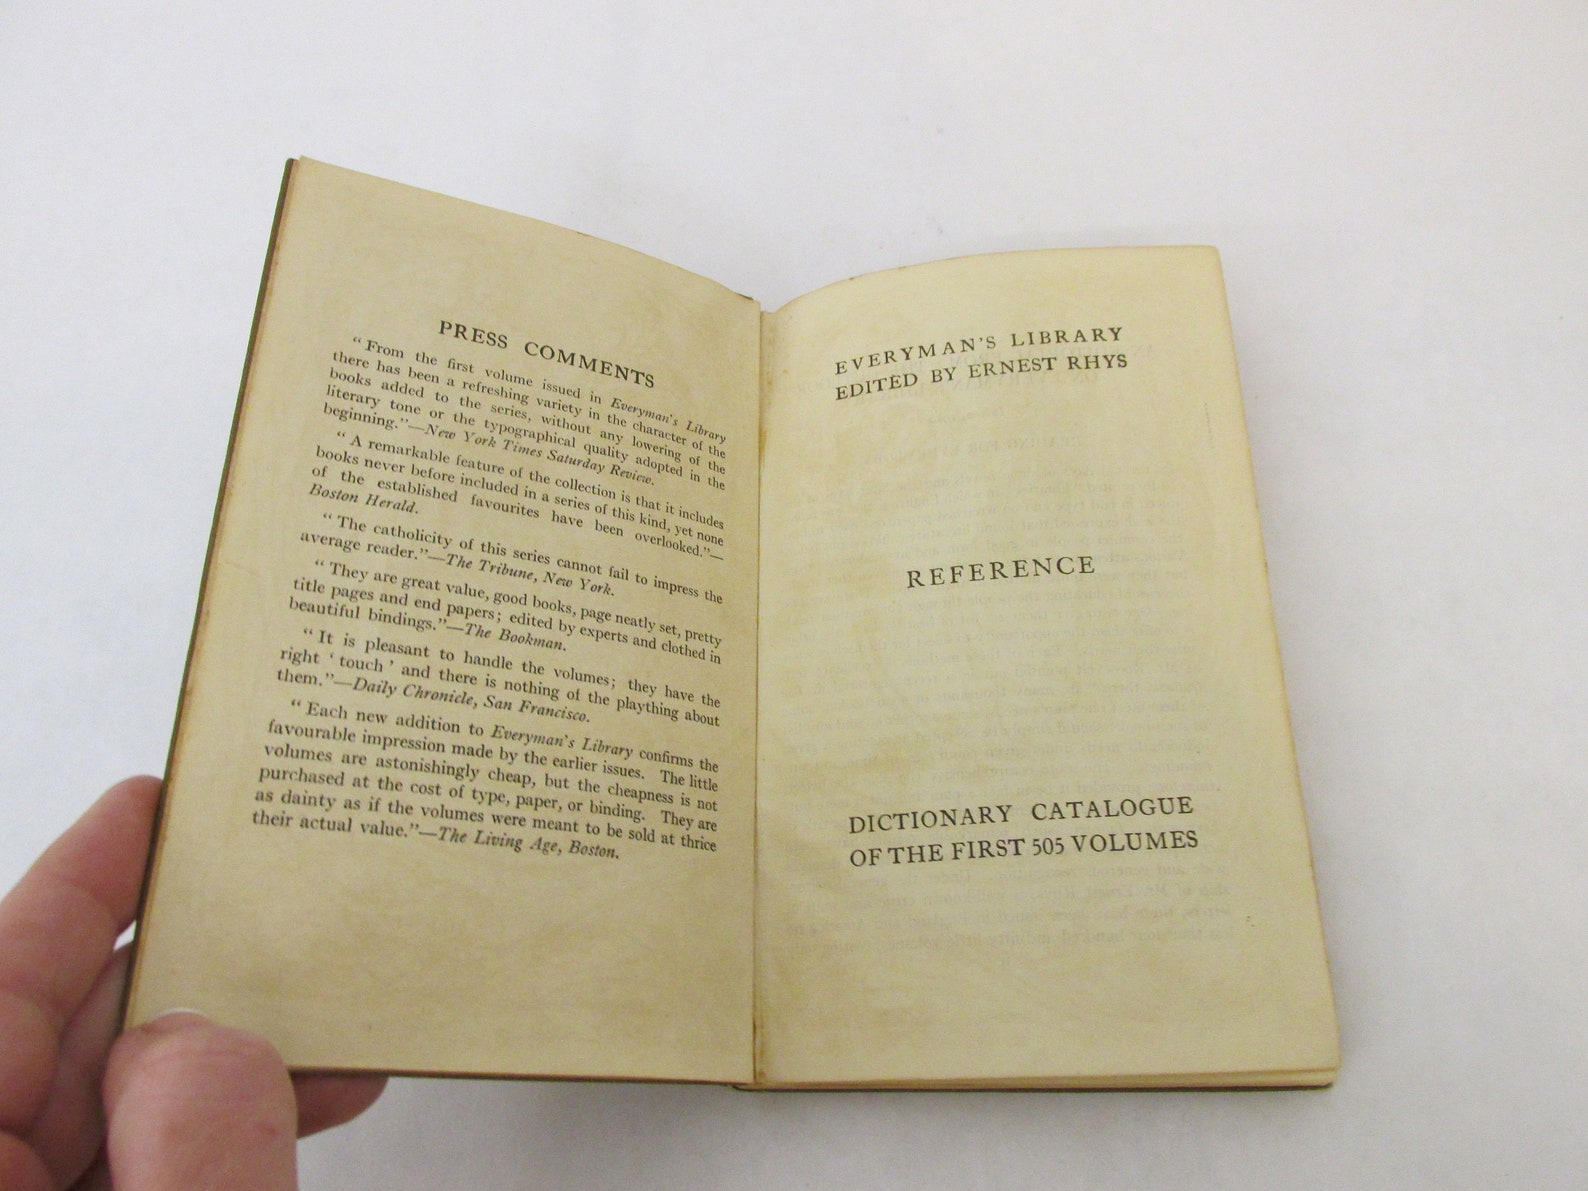 PRESS COMMENTS
“From the first volume issued in Everyman's Library
there has been a refreshing variety in the character of the
books added to the series, without any lowering of the
literary tone or the typographical quality adopted in the
beginning.”—New York Times Saturday Review.
“A remarkable feature of the collection is that it includes
books never before included in a series of this kind, yet none
of the established favourites have been overlooked.”—
Boston Herald.
“The catholicity of this series cannot fail to impress the
average reader.”—The Tribune, New York.
“They are great value, good books, page neatly set, pretty
title pages and end papers; edited by experts and clothed in
beautiful bindings.”—The Bookman.
“It is pleasant to handle the volumes; they have the
right ‘touch’ and there is nothing of the plaything about
them.”—Daily Chronicle, San Francisco.
“Each new addition to Everyman's Library confirms the
favourable impression made by the earlier issues. The little
volumes are astonishingly cheap, but the cheapness is not
purchased at the cost of type, paper, or binding. They are
as dainty as if the volumes were meant to be sold at thrice
their actual value.”—The Living Age, Boston.
EVERYMAN'S LIBRARY
EDITED BY ERNEST RHYS
REFERENCE
DICTIONARY CATALOGUE
OF THE FIRST 505 VOLUMES